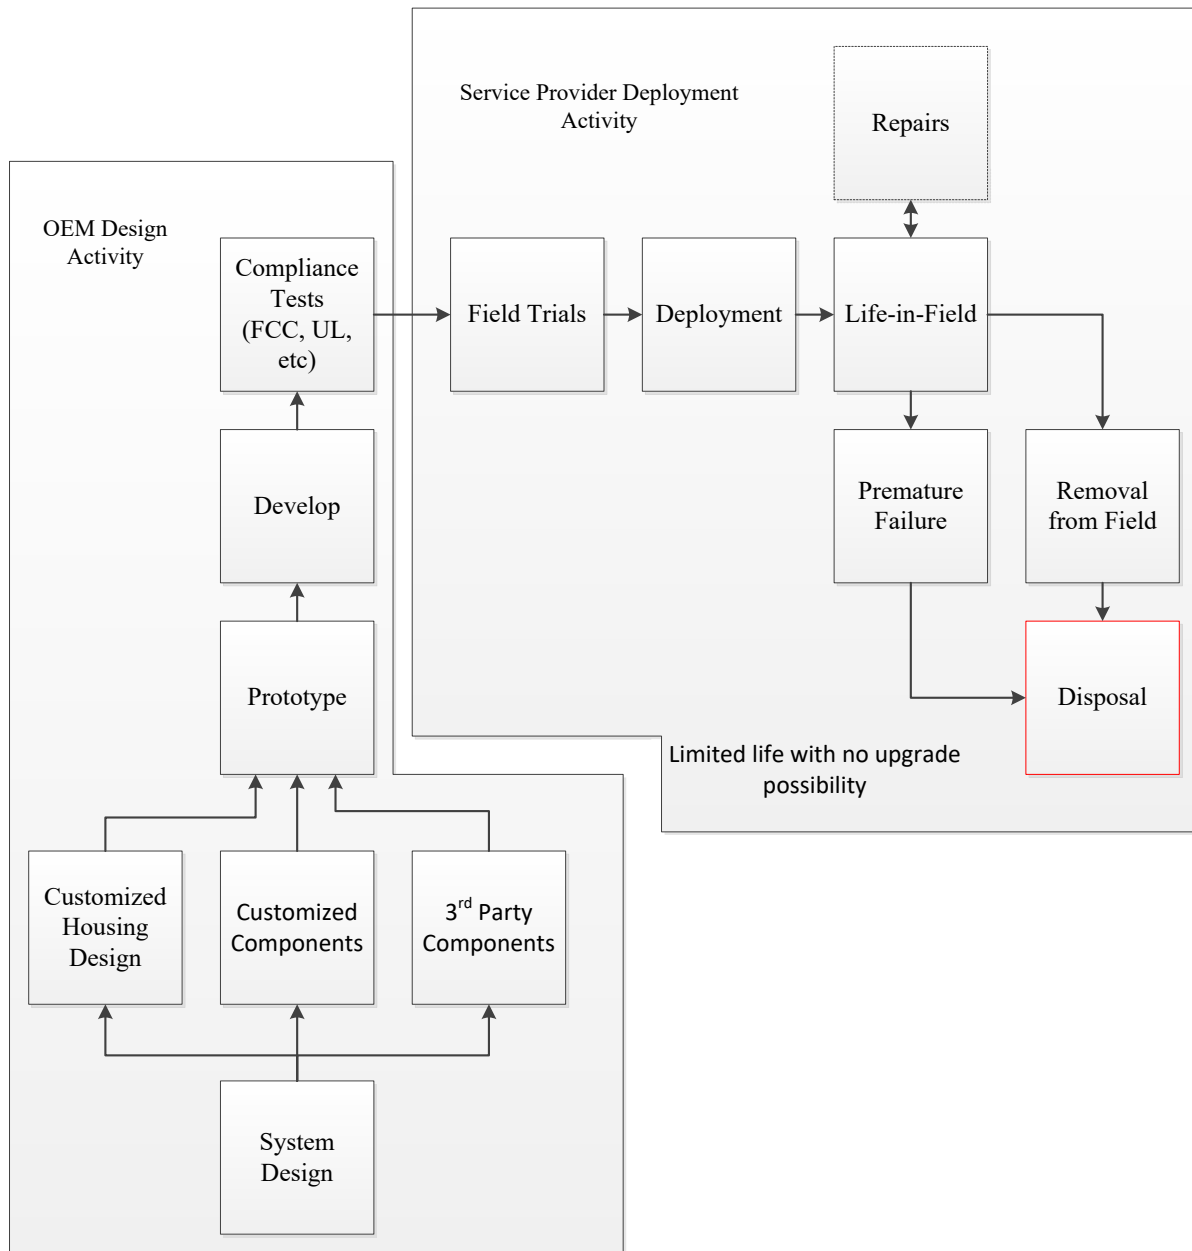 Service Provider Deployment
Activity
Repairs
OEM Design
Activity
Compliance
Tests
(FCC, UL,
etc)
Field Trials
Deployment
Life-in-Field
Develop
Premature
Failure
Removal
from Field
Prototype
Disposal
Limited life with no upgrade
possibility
Customized
Housing
Design
Customized
Components
3rd Party
Components
System
Design